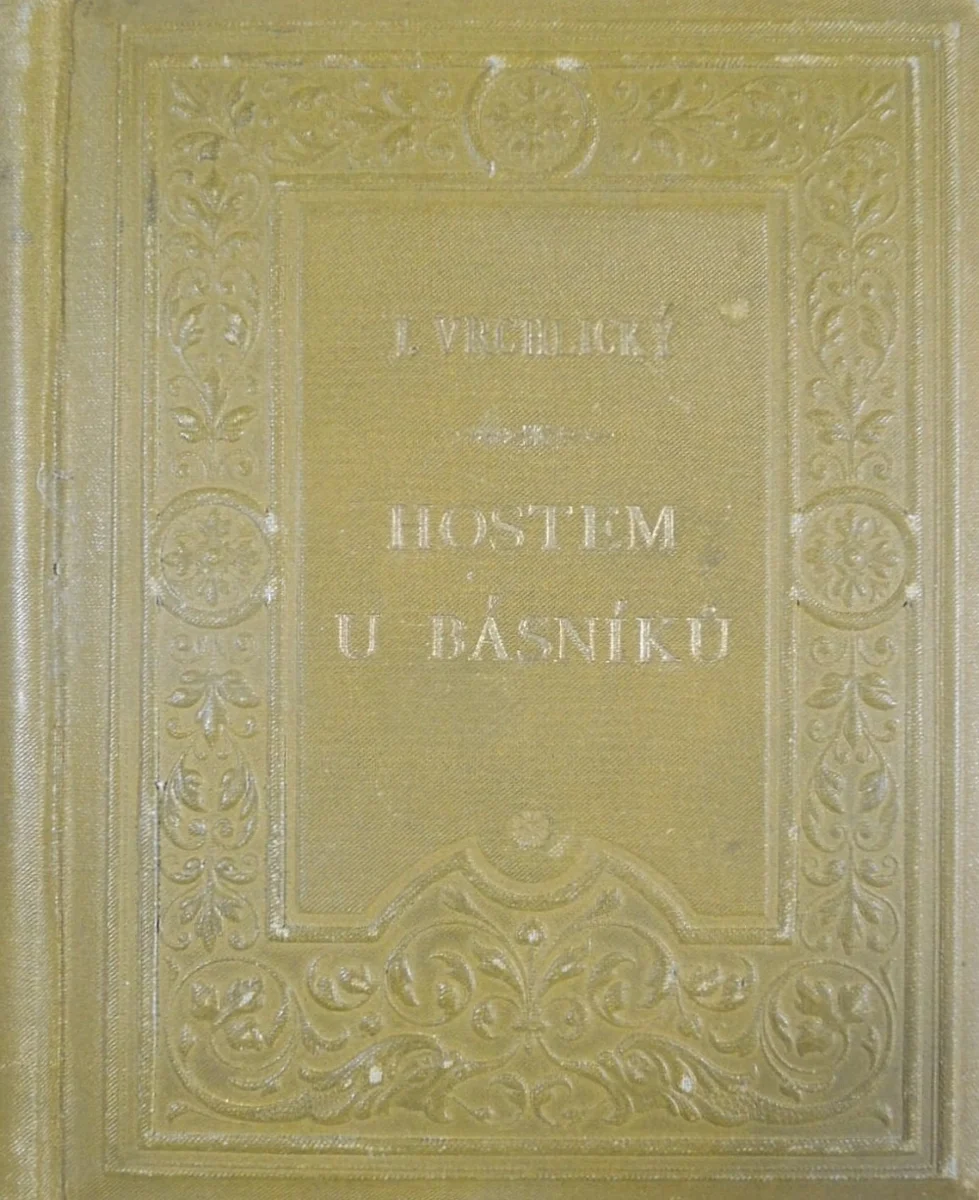 J. VRCHLICKÝ
HOSTEM
U BÁSNÍKŮ